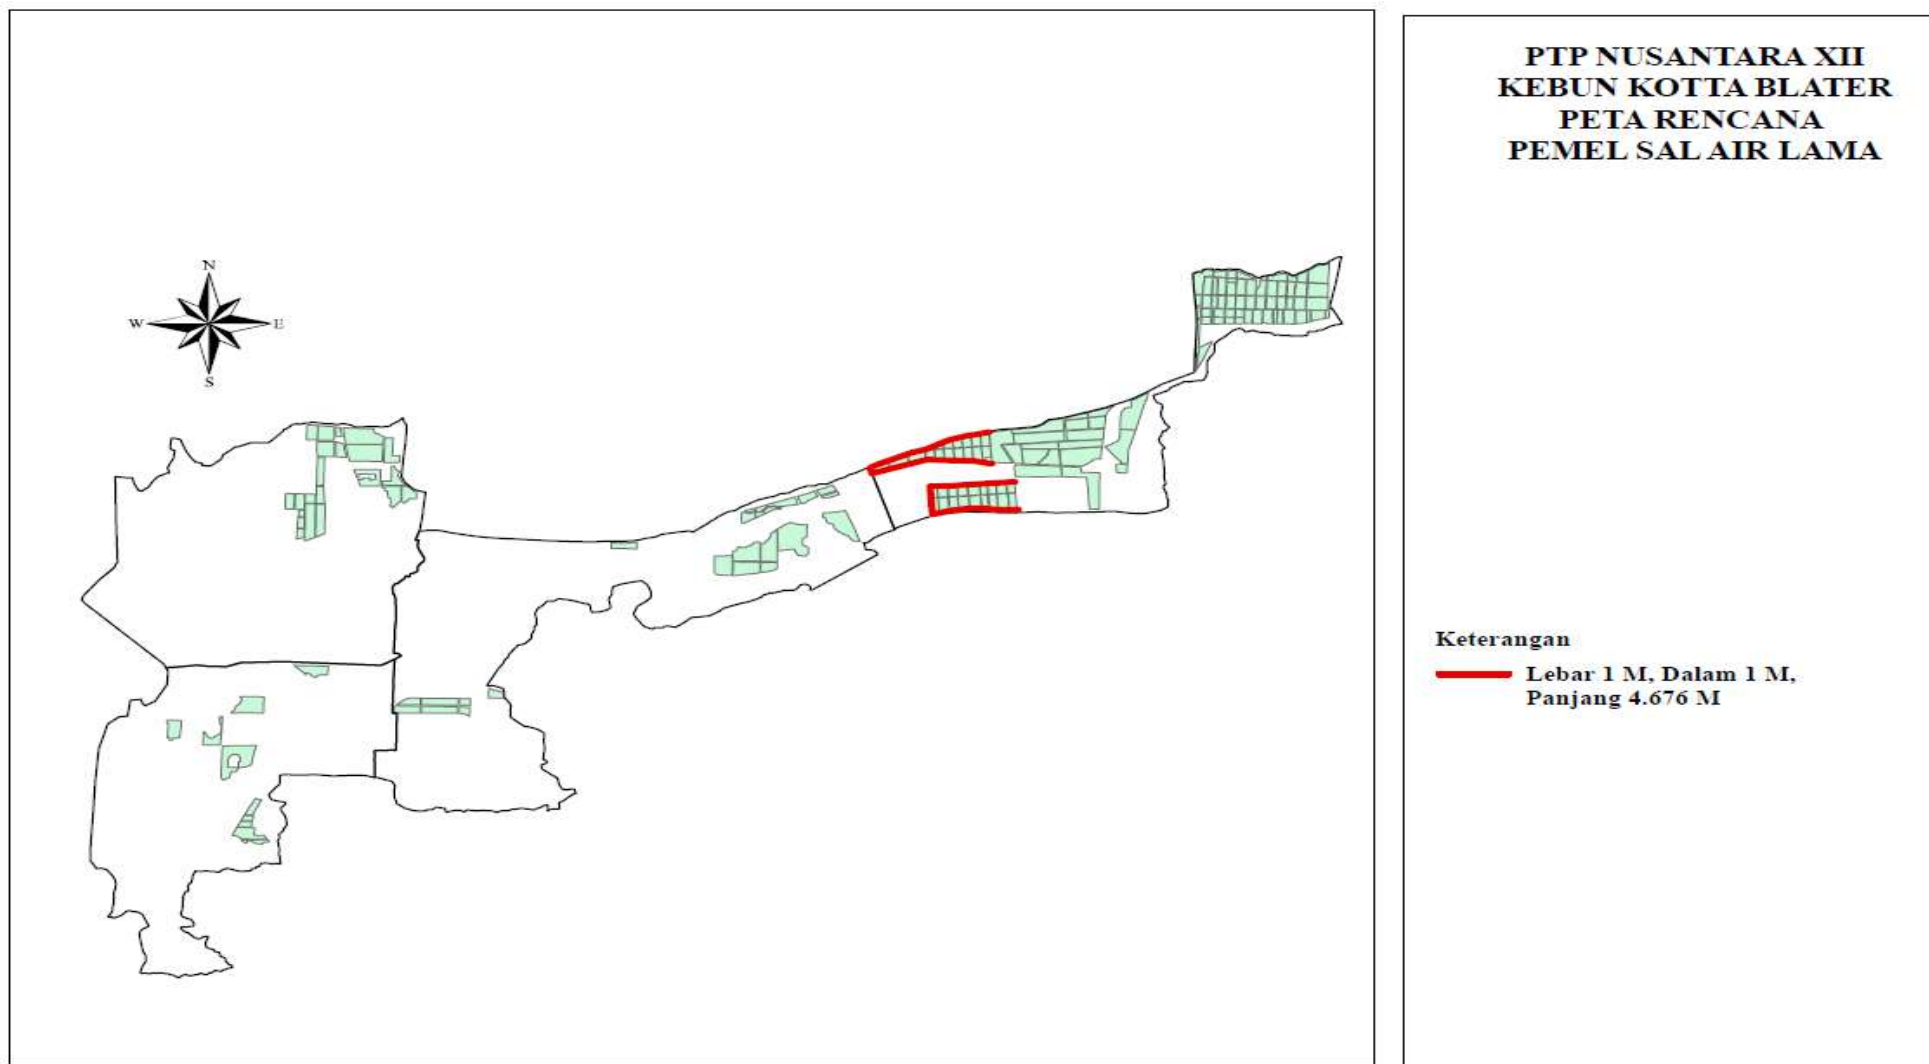 PTP NUSANTARA XII
KEBUN KOTTA BLATER
PETA RENCANA
PEMEL SAL AIR LAMA
N
W
E
S
Keterangan
Lebar 1 M, Dalam 1 M,
Panjang 4.676 M